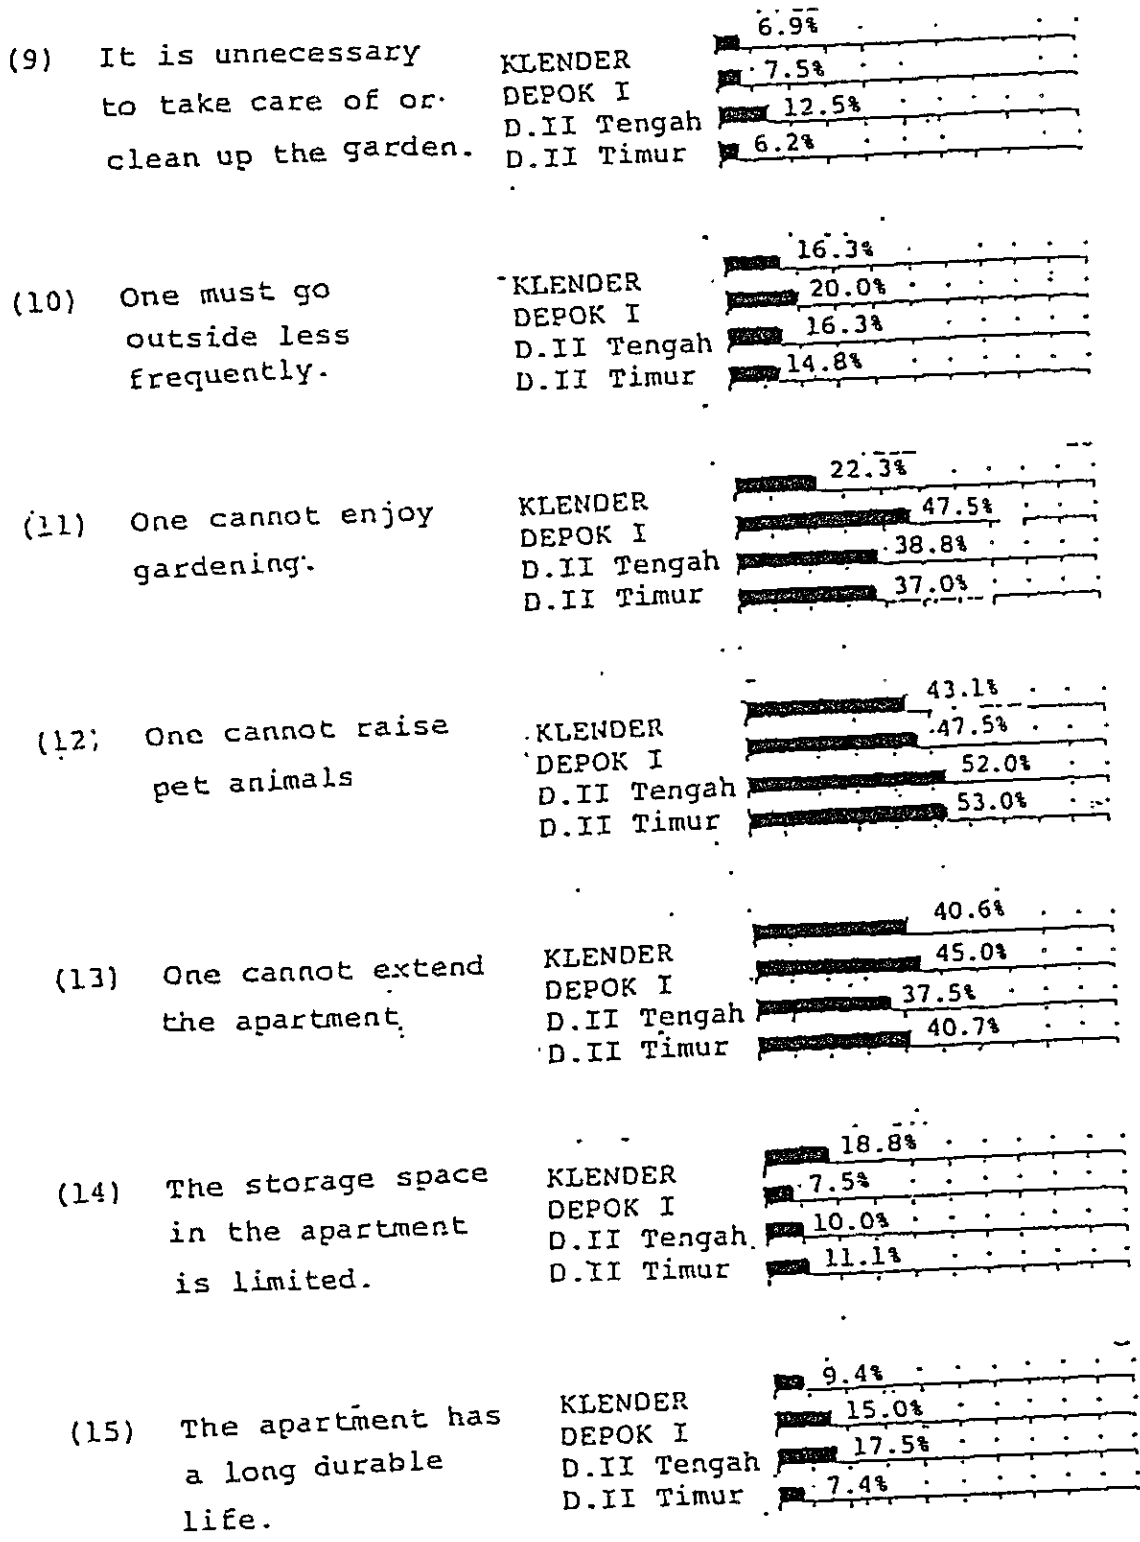 (9) It is unnecessary
to take care of or
clean up the garden.
KLENDER 6.9%
DEPOK I 7.5%
D.II Tengah 12.5%
D.II Timur 6.2%
(10) One must go
outside less
frequently.
KLENDER 16.3%
DEPOK I 20.0%
D.II Tengah 16.3%
D.II Timur 14.8%
(11) One cannot enjoy
gardening.
KLENDER 22.3%
DEPOK I 47.5%
D.II Tengah 38.8%
D.II Timur 37.0%
(12) One cannot raise
pet animals
KLENDER 43.1%
DEPOK I 47.5%
D.II Tengah 52.0%
D.II Timur 53.0%
(13) One cannot extend
the apartment
KLENDER 40.6%
DEPOK I 45.0%
D.II Tengah 37.5%
D.II Timur 40.7%
(14) The storage space
in the apartment
is limited.
KLENDER 18.8%
DEPOK I 7.5%
D.II Tengah 10.0%
D.II Timur 11.1%
(15) The apartment has
a long durable
life.
KLENDER 9.4%
DEPOK I 15.0%
D.II Tengah 17.5%
D.II Timur 7.4%